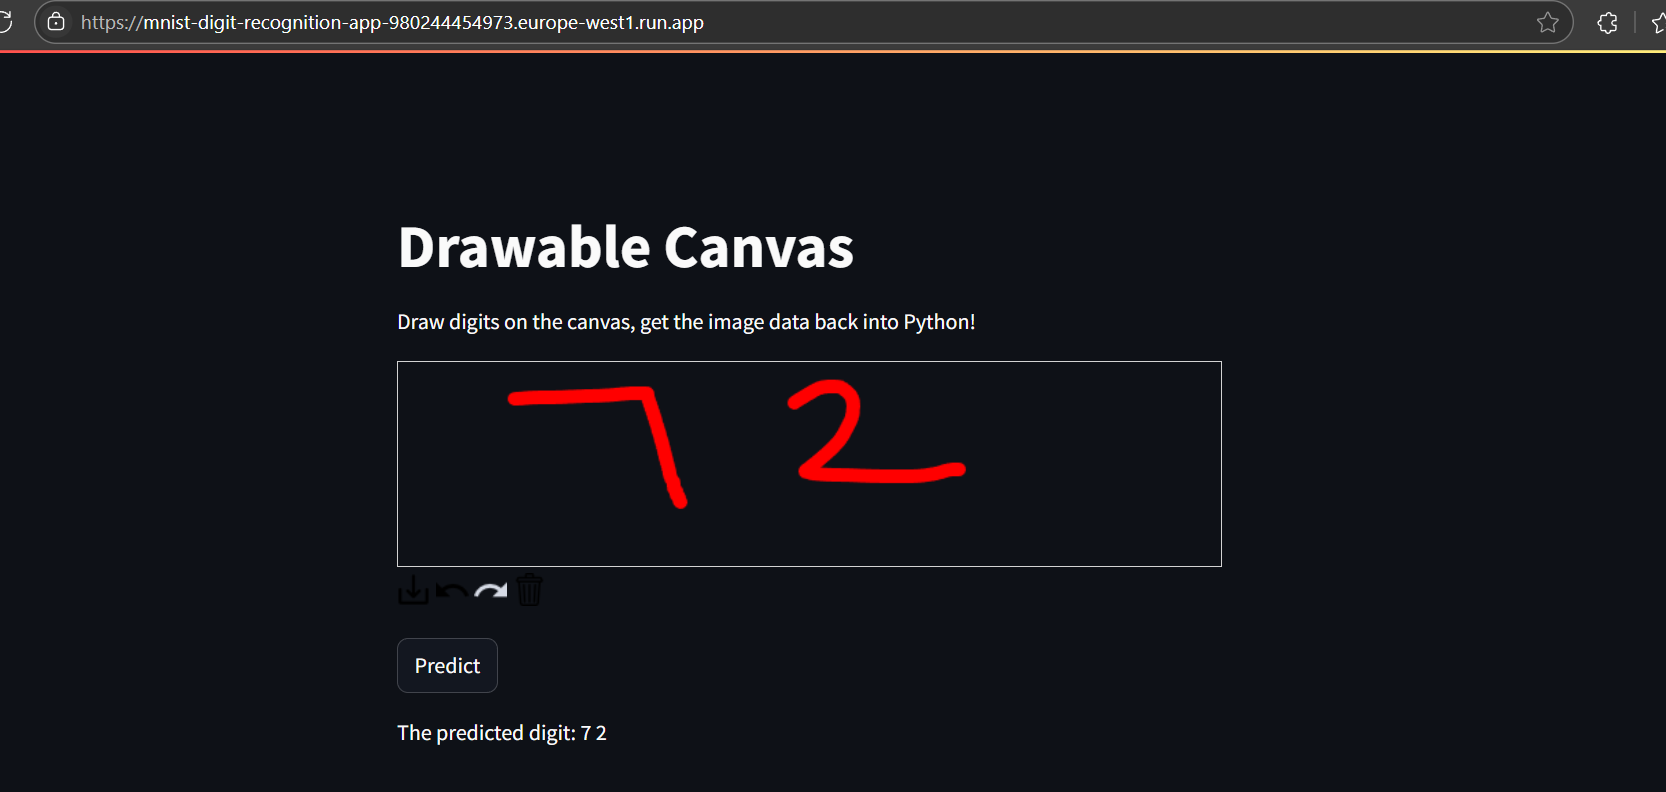 https://mnist-digit-recognition-app-980244454973.europe-west1.run.app
Drawable Canvas
Draw digits on the canvas, get the image data back into Python!
7 2
Predict
The predicted digit: 7 2